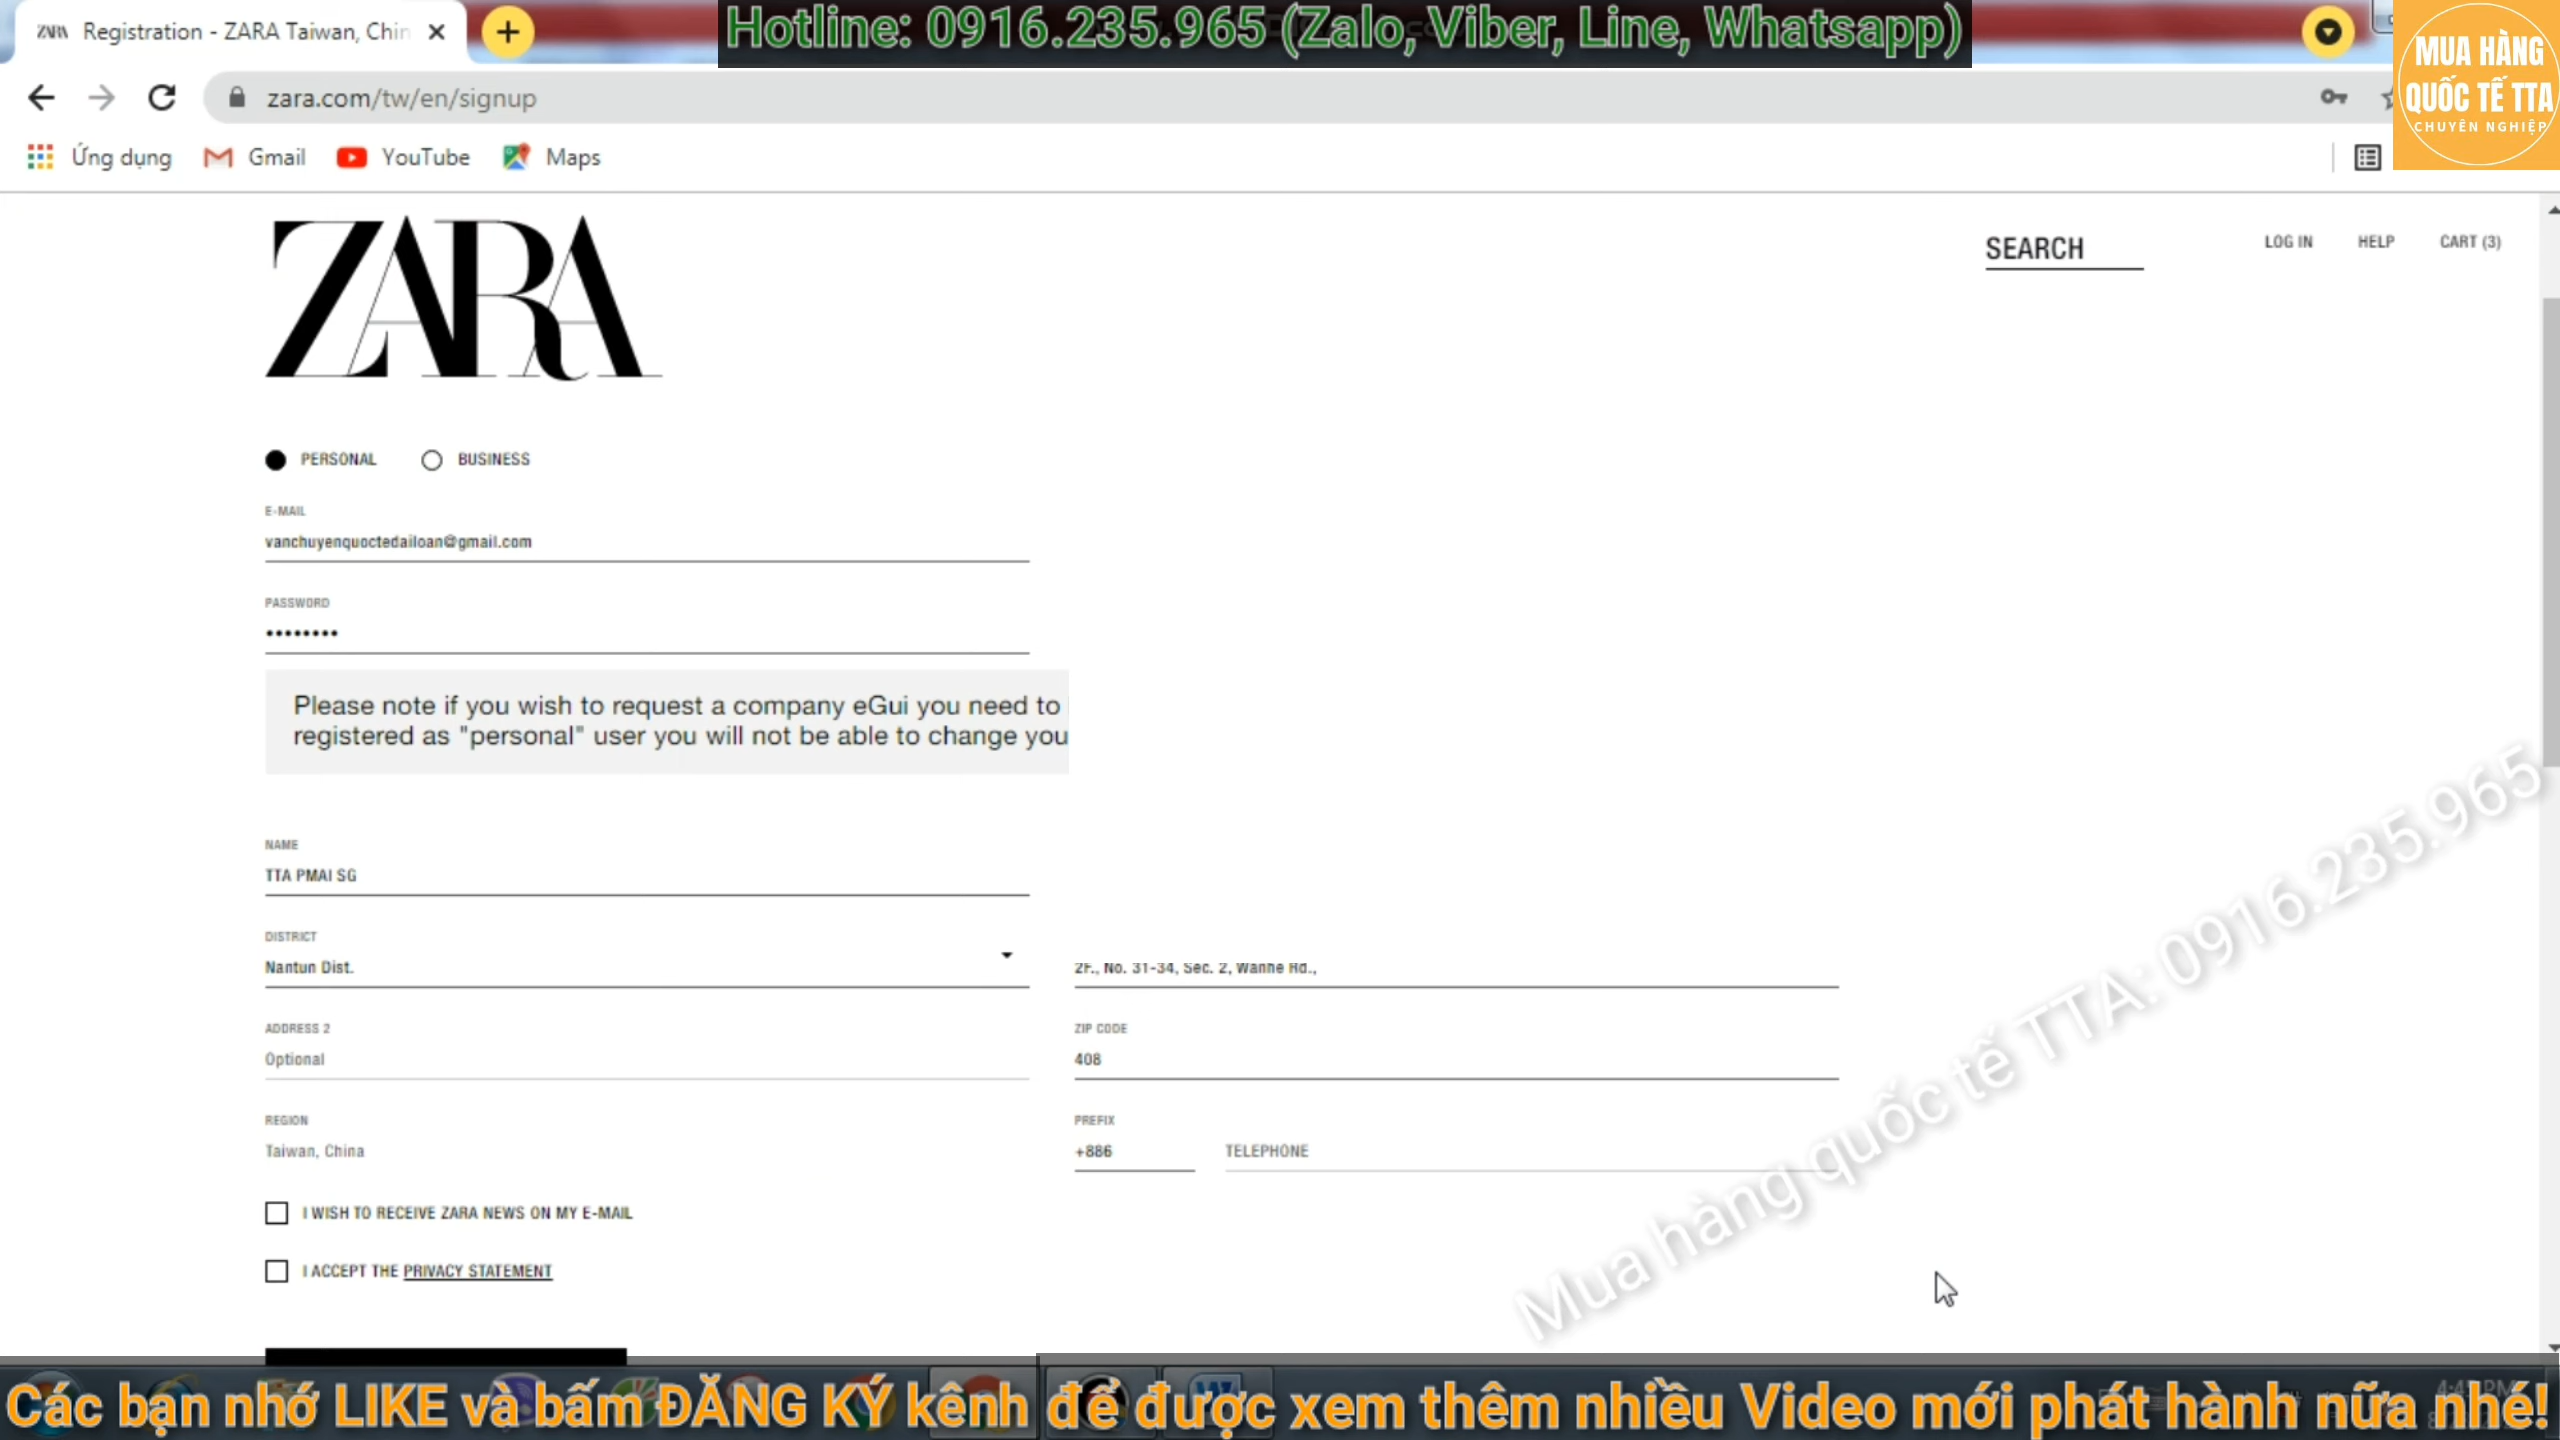 ZARA Registration - ZARA Taiwan, Chin
Hotline: 0916.235.965 (Zalo, Viber, Line, Whatsapp)
MUA HÀNG
QUỐC TẾ TTA
CHUYÊN NGHIỆP
zara.com/tw/en/signup
Ứng dụng Gmail YouTube Maps
ZARA
SEARCH
LOG IN HELP CART (3)
PERSONAL BUSINESS
E-MAIL
vanchuyenquoctedailoan@gmail.com
PASSWORD
••••••••
Please note if you wish to request a company eGui you need to
registered as "personal" user you will not be able to change you
NAME
TTA PMAI SG
DISTRICT
Nantun Dist.
2F., No. 31-34, Sec. 2, Wanhe Rd.,
ADDRESS 2
Optional
ZIP CODE
408
REGION
Taiwan, China
PREFIX
+886 TELEPHONE
I WISH TO RECEIVE ZARA NEWS ON MY E-MAIL
I ACCEPT THE PRIVACY STATEMENT
Mua hàng quốc tế TTA: 0916.235.965
Các bạn nhớ LIKE và bấm ĐĂNG KÝ kênh để được xem thêm nhiều Video mới phát hành nữa nhé!